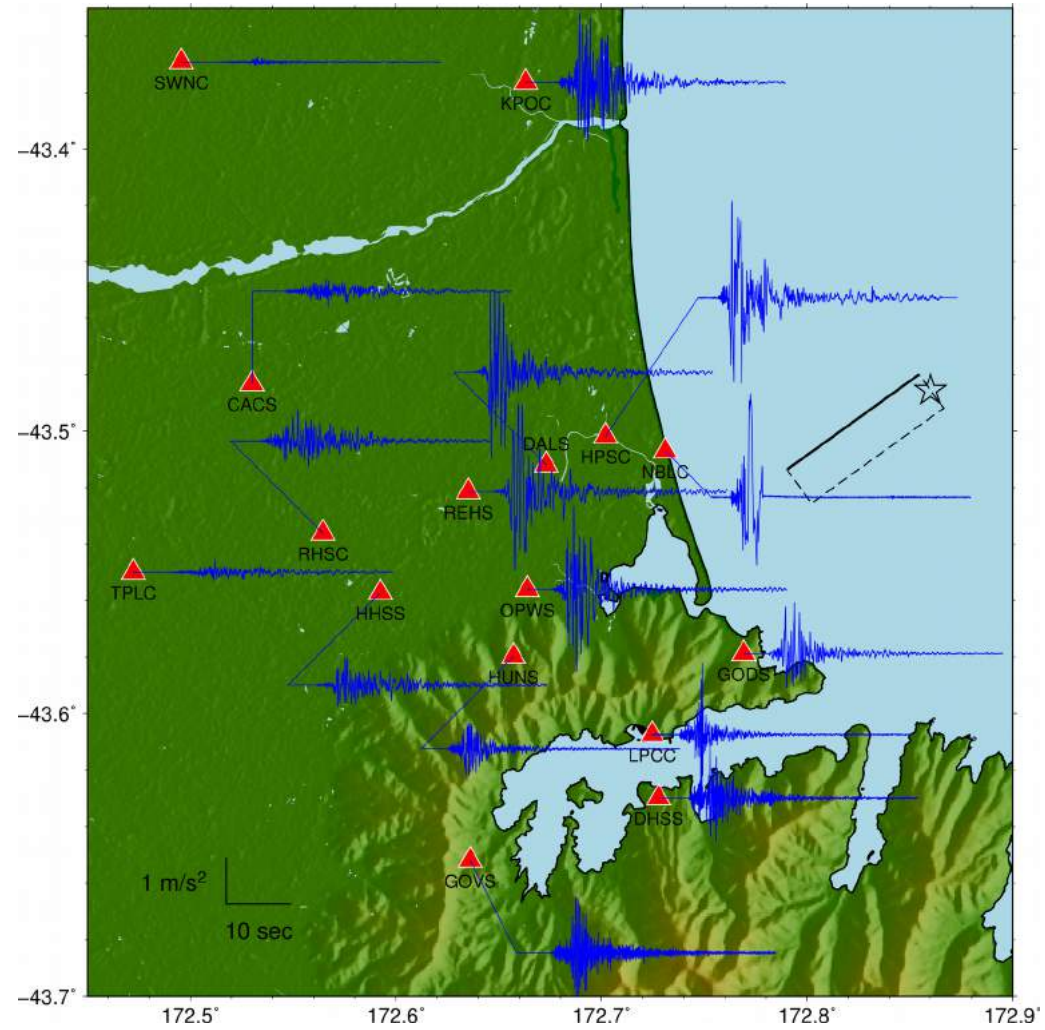 SWNC
KPOC
−43.4˚
CACS
−43.5˚
DALS
HPSC
NBLC
REHS
RHSC
TPLC
HHSS
OPWS
HUNS
GODS
−43.6˚
LPCC
DHSS
GOVS
1 m/s²
10 sec
−43.7˚
172.5˚
172.6˚
172.7˚
172.8˚
172.9˚